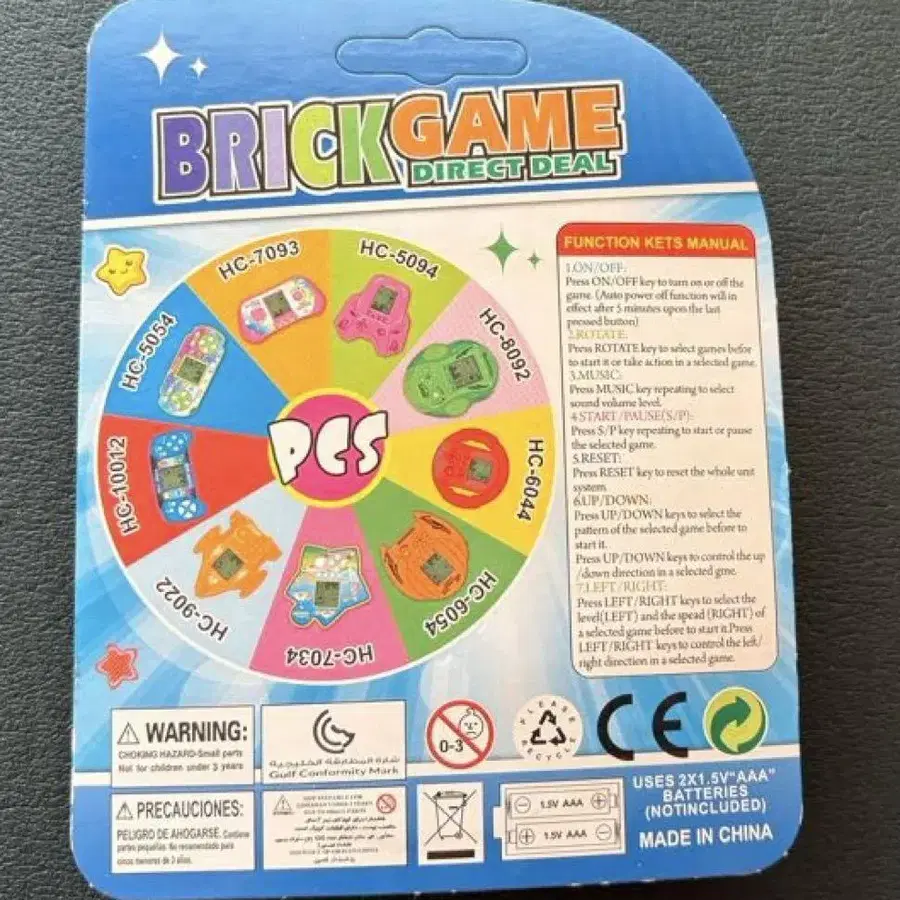 BRICKGAME
DIRECT DEAL
HC-7093
HC-5094
HC-5054
HC-8092
HC-10012
PCS
HC-6044
HC-9022
HC-6054
HC-7034
FUNCTION KETS MANUAL
1.ON/OFF:
Press ON/OFF key to turn on or off the
game. (Auto power off function will in
effect after 5 minutes upon the last
pressed button)
2.ROTATE:
Press ROTATE key to select games befor
to start it or take action in a selected game.
3.MUSIC:
Press MUSIC key repeating to select
sound volume level.
4.START/PAUSE(S/P):
Press S/P key repeating to start or pause
the selected game.
5.RESET:
Press RESET key to reset the whole unit
system.
6.UP/DOWN:
Press UP/DOWN keys to select the
pattern of the selected game before to
start it.
Press UP/DOWN keys to control the up
/down direction in a selected gme.
7.LEFT/RIGHT:
Press LEFT/RIGHT keys to select the
level(LEFT) and the spead (RIGHT) of
a selected game before to start it.Press
LEFT/RIGHT keys to control the left/
right direction in a selected game.
WARNING:
CHOKING HAZARD-Small parts
Not for children under 3 years
شارة المطابقة الخليجية
Gulf Conformity Mark
0-3
PLEASE
RECYCLE
CE
PRECAUCIONES:
PELIGRO DE AHOGARSE. Contiene
partes pequeñas. No recomendado para
cinos menores de 3 años.
1.5V AAA
1.5V AAA
USES 2X1.5V"AAA"
BATTERIES
(NOTINCLUDED)
MADE IN CHINA